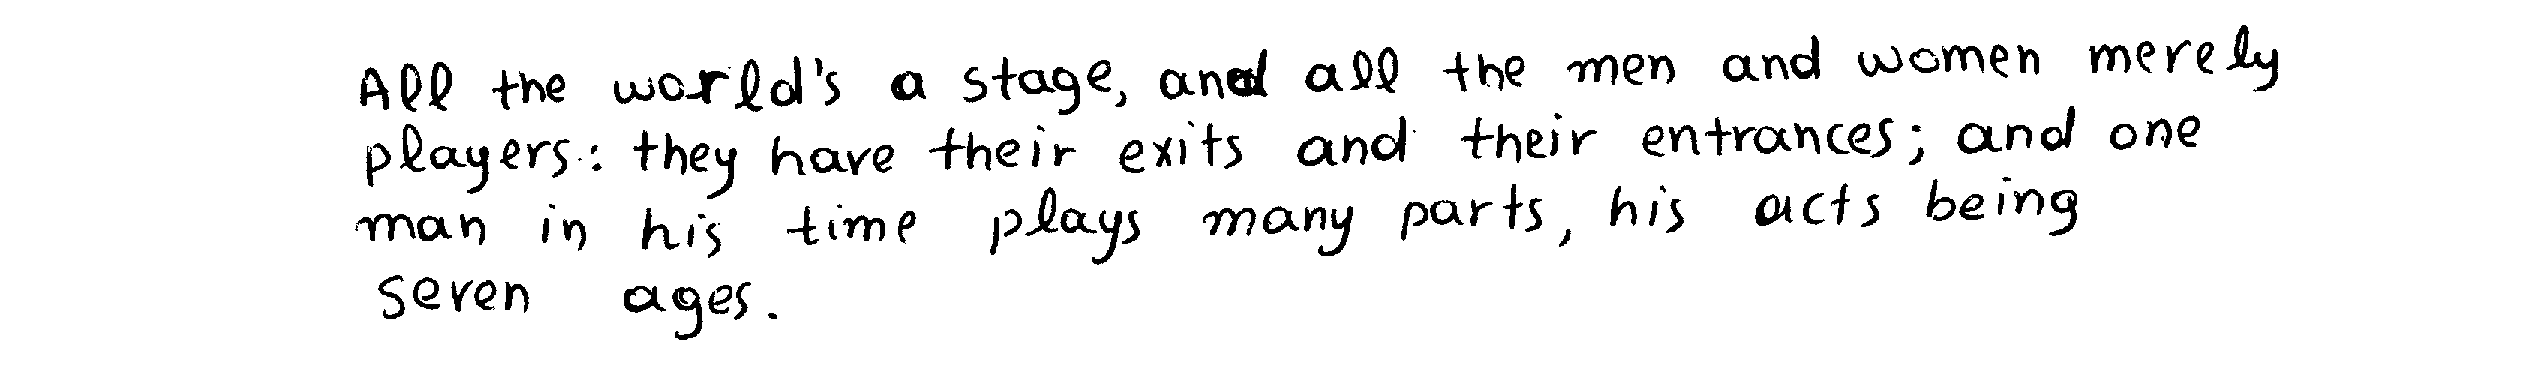 All the world's a stage, and all the men and women merely
players: they have their exits and their entrances; and one
man in his time plays many parts, his acts being
seven ages.